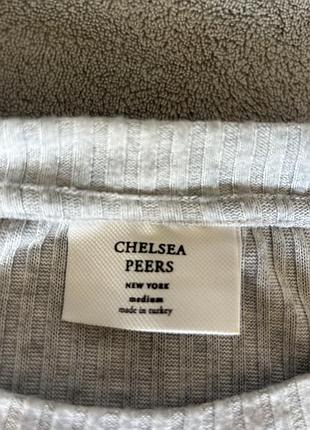 CHELSEA
PEERS
NEW YORK
medium
made in turkey